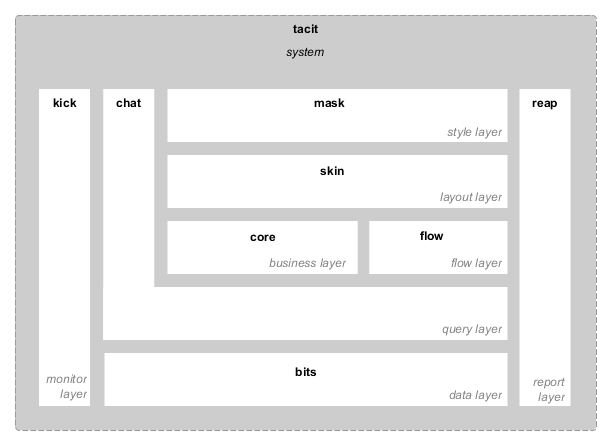 tacit
system
kick
chat
mask
reap
style layer
skin
layout layer
core
flow
business layer
flow layer
query layer
bits
monitor
layer
data layer
report
layer